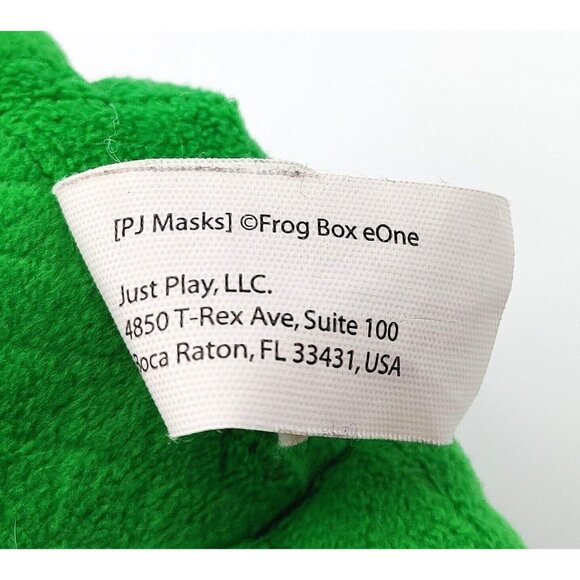 [PJ Masks] ©Frog Box eOne
Just Play, LLC.
4850 T-Rex Ave, Suite 100
Boca Raton, FL 33431, USA